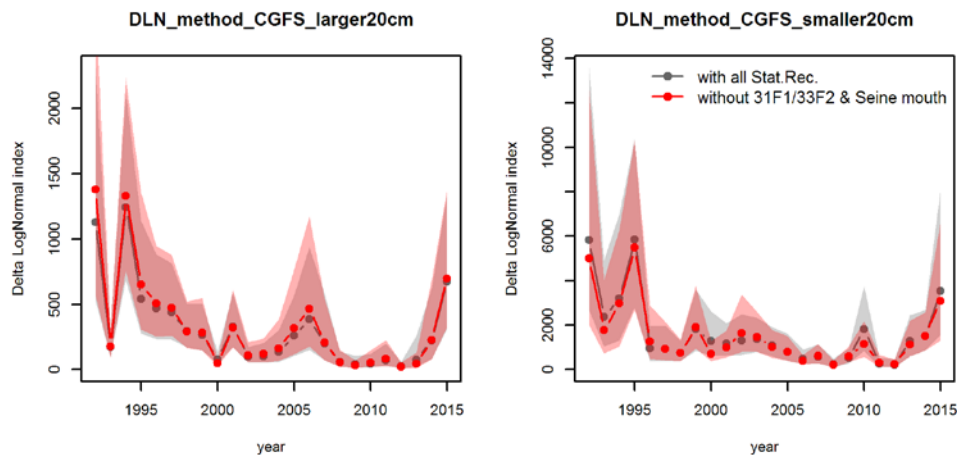 DLN_method_CGFS_larger20cm
Delta LogNormal index
2000
1500
1000
500
0
1995 2000 2005 2010 2015
year
DLN_method_CGFS_smaller20cm
with all Stat.Rec.
without 31F1/33F2 & Seine mouth
Delta LogNormal index
14000
10000
6000
2000
0
1995 2000 2005 2010 2015
year